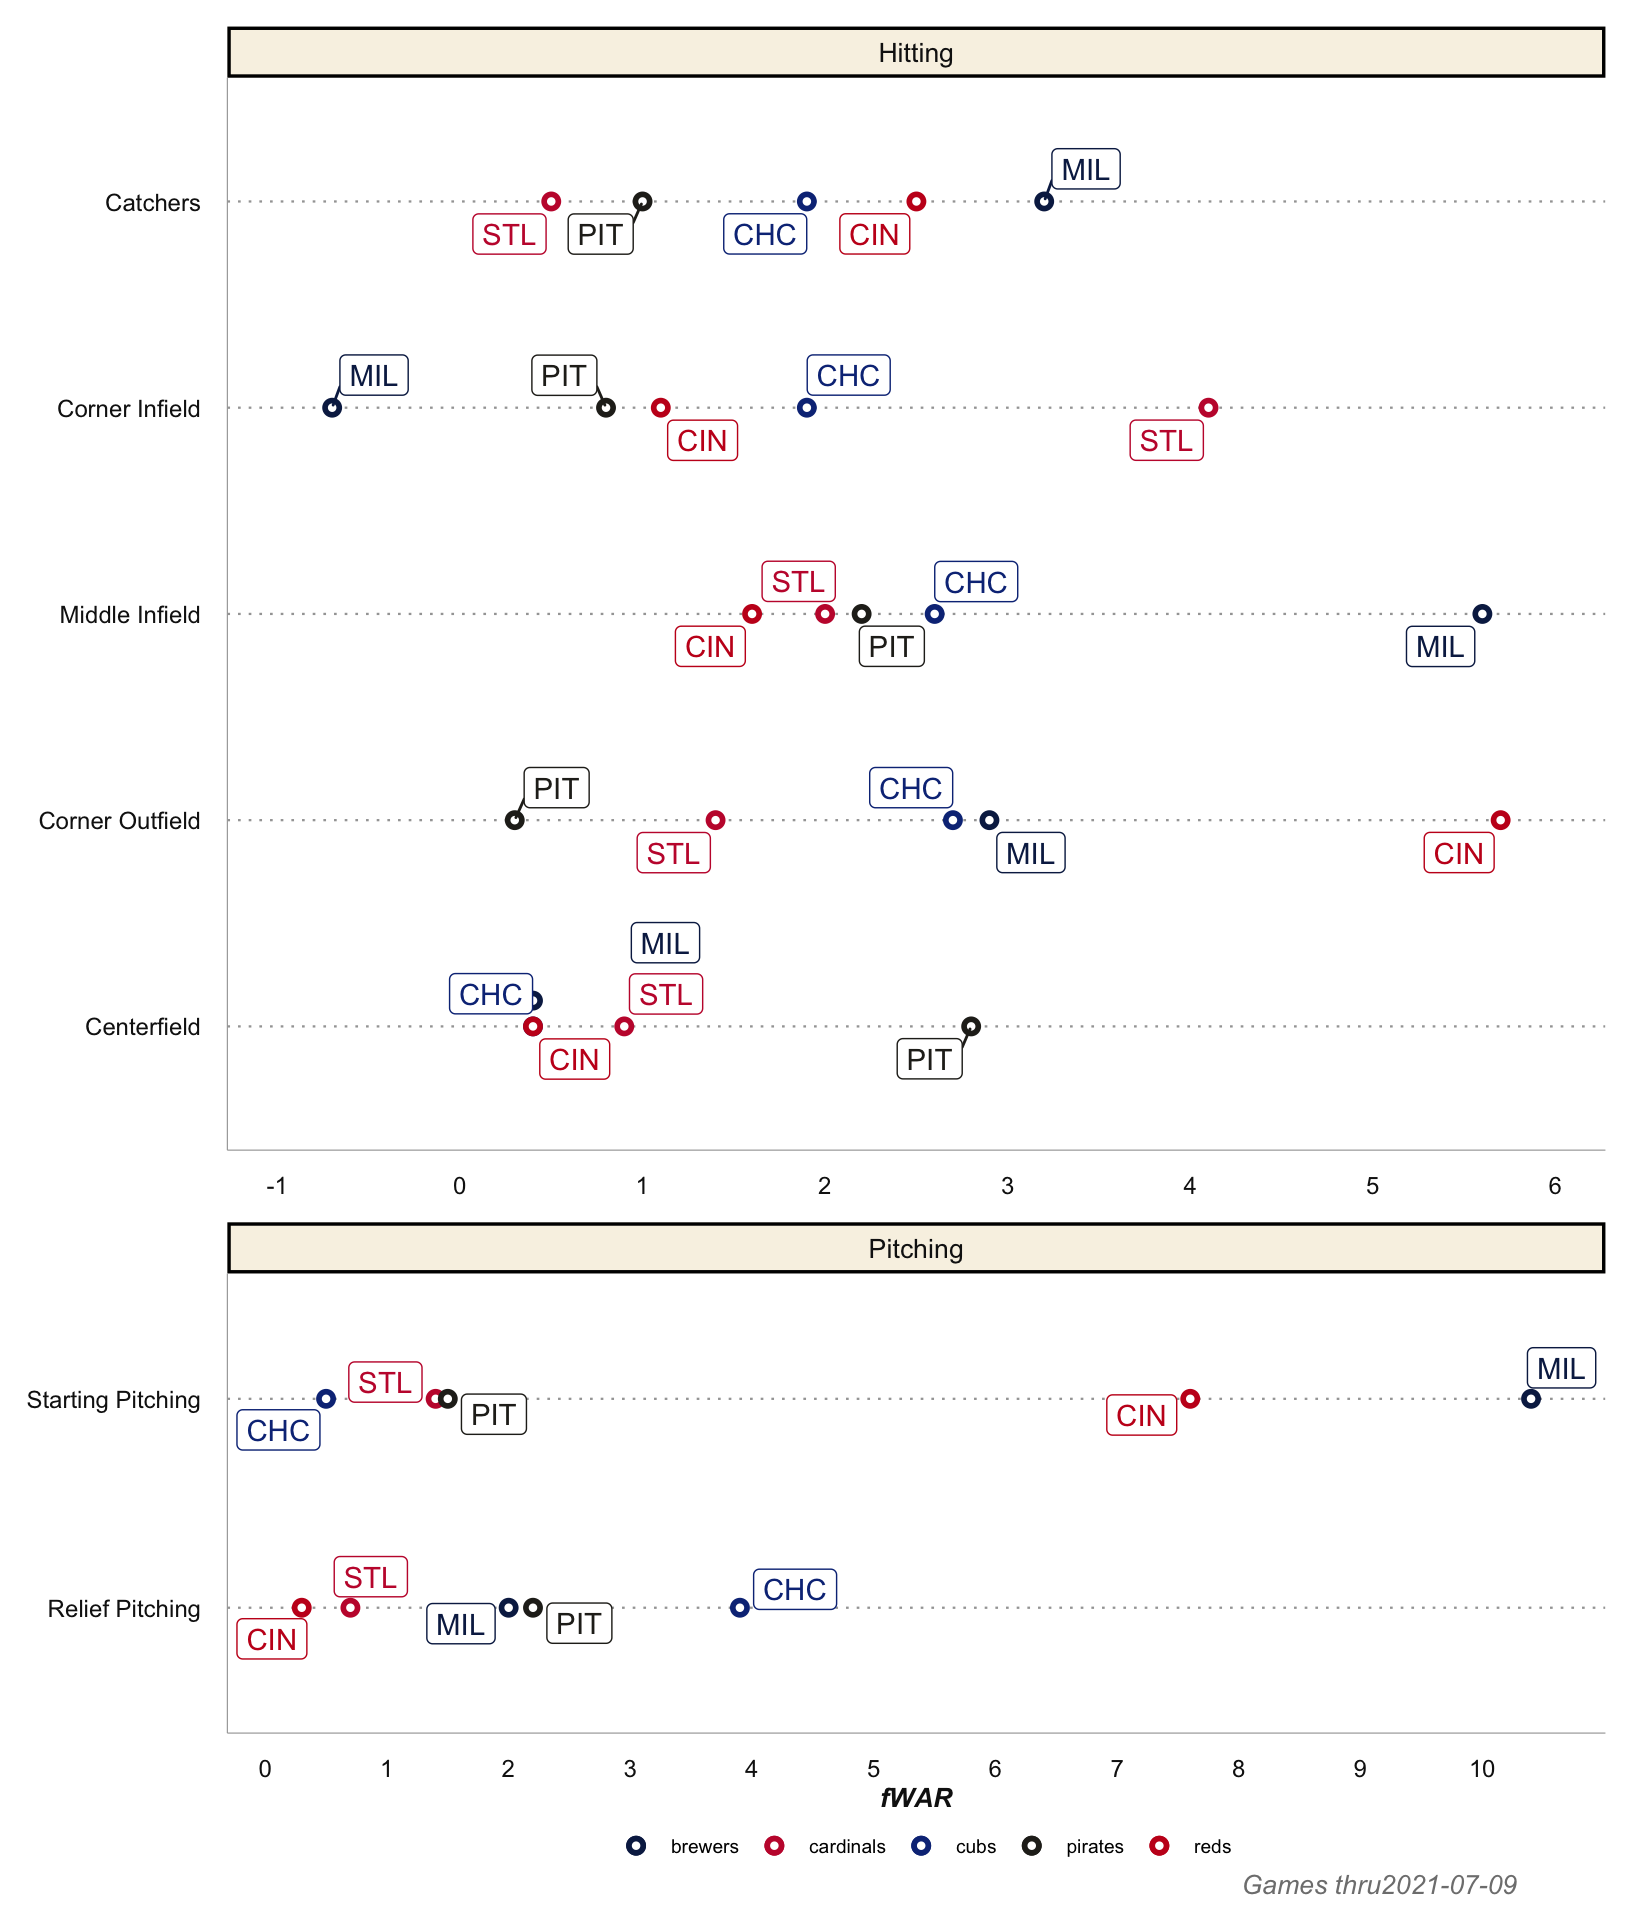 Hitting
MIL
Catchers
STL PIT CHC CIN
MIL PIT CHC
Corner Infield
CIN STL
STL CHC
Middle Infield
CIN PIT MIL
PIT CHC
Corner Outfield
STL MIL CIN
MIL
CHC STL
Centerfield
CIN PIT
-1 0 1 2 3 4 5 6
Pitching
STL MIL
Starting Pitching
CHC PIT CIN
STL CHC
Relief Pitching
CIN MIL PIT
0 1 2 3 4 5 6 7 8 9 10
fWAR
brewers cardinals cubs pirates reds
Games thru2021-07-09